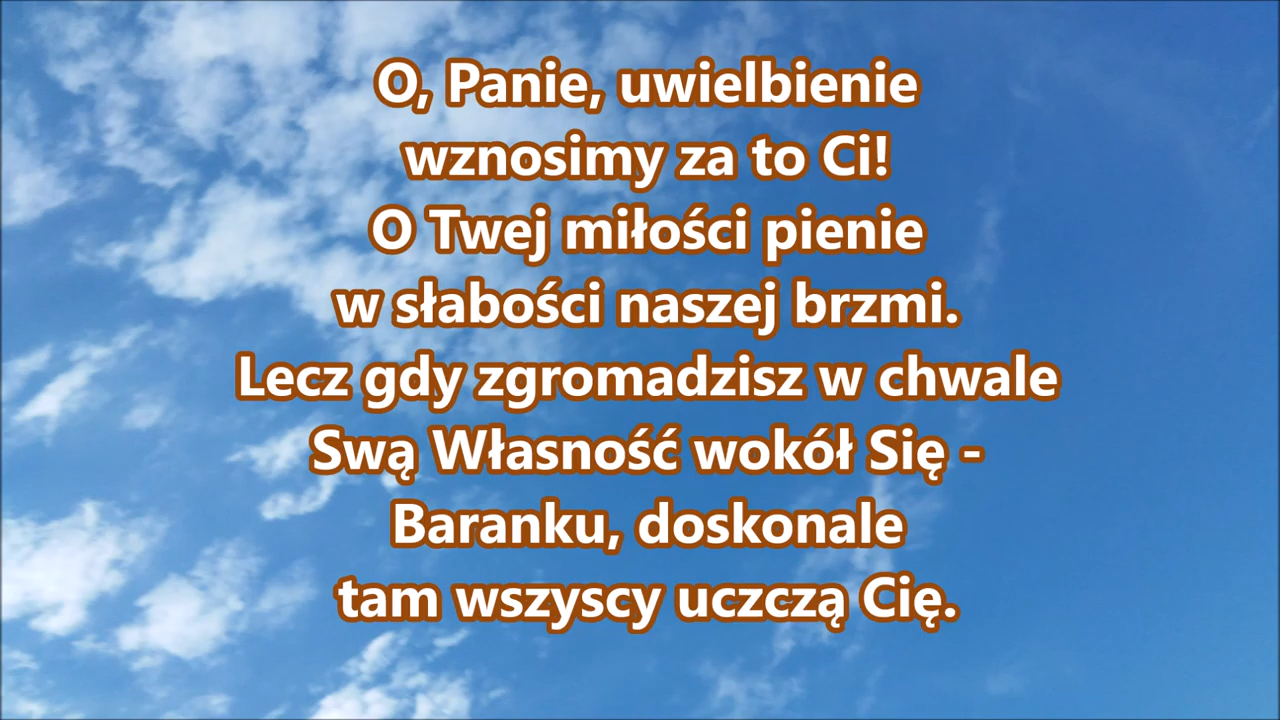 O, Panie, uwielbienie
wznosimy za to Ci!
O Twej miłości pienie
w słabości naszej brzmi.
Lecz gdy zgromadzisz w chwale
Swą Własność wokół Się -
Baranku, doskonale
tam wszyscy uczczą Cię.